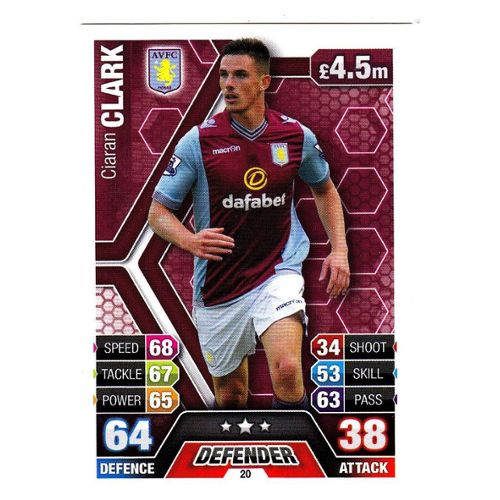 Ciaran
CLARK
AVFC
£4.5m
macron
dafabet
macron
SPEED 68
TACKLE 67
POWER 65
34 SHOOT
53 SKILL
63 PASS
64
DEFENCE
DEFENDER
20
38
ATTACK